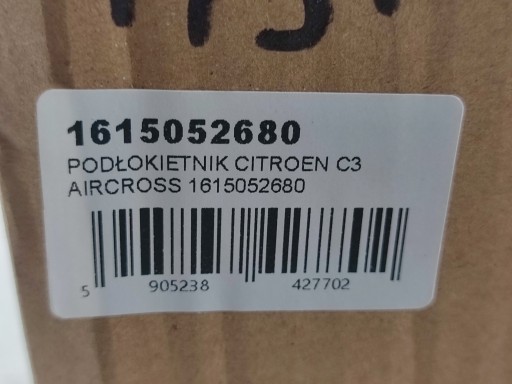 1615052680
PODŁOKIETNIK CITROEN C3
AIRCROSS 1615052680
5 905238 427702